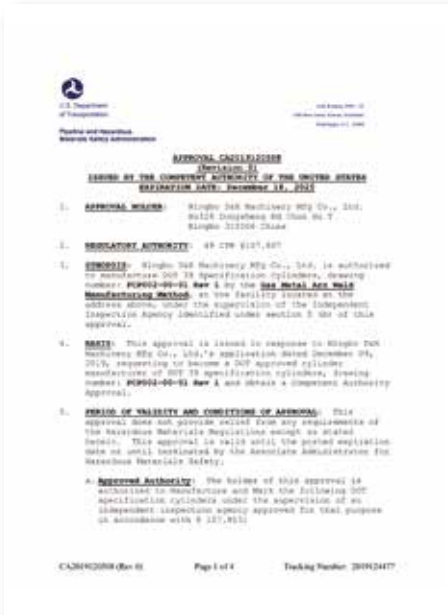 U.S. Department
of Transportation
Pipeline and Hazardous
Materials Safety Administration
(Revision 0)
ISSUED BY THE COMPETENT AUTHORITY OF THE UNITED STATES
EXPIRATION DATE: December 18,
1. APPROVAL HOLDER: Ningbo Machinery Mfg Co., Ltd.
Ningbo China
2. REGULATORY AUTHORITY: 49 CFR §107.807
3. SYNOPSIS: Ningbo Machinery Mfg Co., Ltd. is authorized
to manufacture DOT Specification cylinders, drawing
number: Rev 1 by the Gas Metal Arc Weld
Manufacturing Method, at the facility located at the
address above, under the supervision of the Independent
Inspection Agency identified under section 5 of this
approval.
4. BASIS: This approval is issued in response to Ningbo
Machinery Mfg Co., Ltd.'s application dated December 09,
2019, requesting to become a DOT approved cylinder
manufacturer of DOT specification cylinders, drawing
number: Rev 1 and obtain a Competent Authority
Approval.
5. PERIOD OF VALIDITY AND CONDITIONS OF APPROVAL: This
approval does not provide relief from any requirements of
the Hazardous Materials Regulations except as stated
herein. This approval is valid until the posted expiration
date or until terminated by the Associate Administrator for
Hazardous Materials Safety.
a. Approved Authority: The holder of this approval is
authorized to Manufacture and Mark the following DOT
specification cylinders under the supervision of an
independent inspection agency approved for that purpose
in accordance with §
Page 1 of 4
Tracking Number: 2019124477